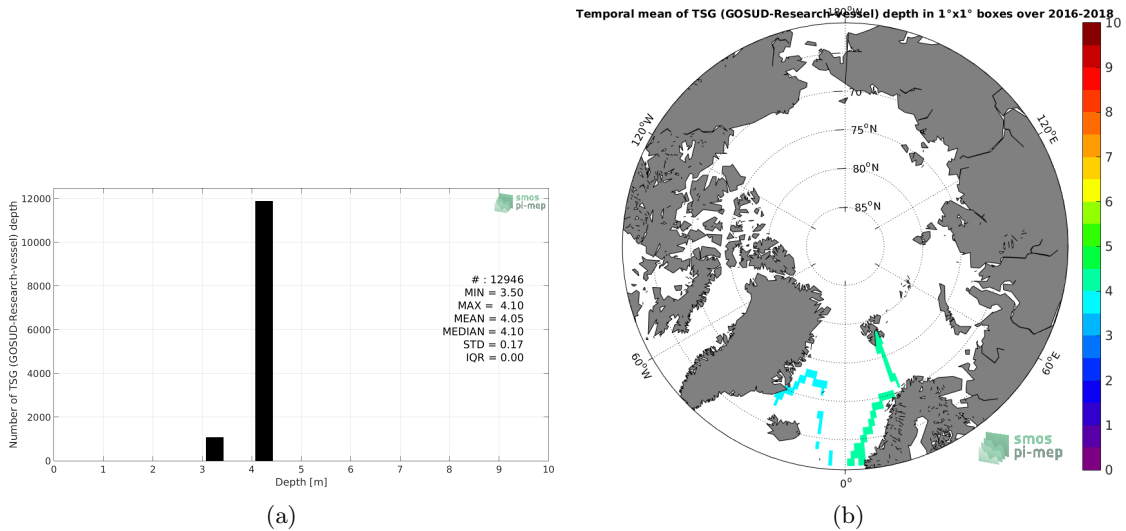 smos
pi-mep
Number of TSG (GOSUD-Research-vessel) depth
12000
10000
8000
6000
4000
2000
0
# : 12946
MIN = 3.50
MAX = 4.10
MEAN = 4.05
MEDIAN = 4.10
STD = 0.17
IQR = 0.00
0 1 2 3 4 5 6 7 8 9 10
Depth [m]
(a)
Temporal mean of TSG (GOSUD-Research-vessel) depth in 1°x1° boxes over 2016-2018
180°W
120°W
120°E
75°N
80°N
85°N
60°W
60°E
0°
smos
pi-mep
10
9
8
7
6
5
4
3
2
1
0
(b)